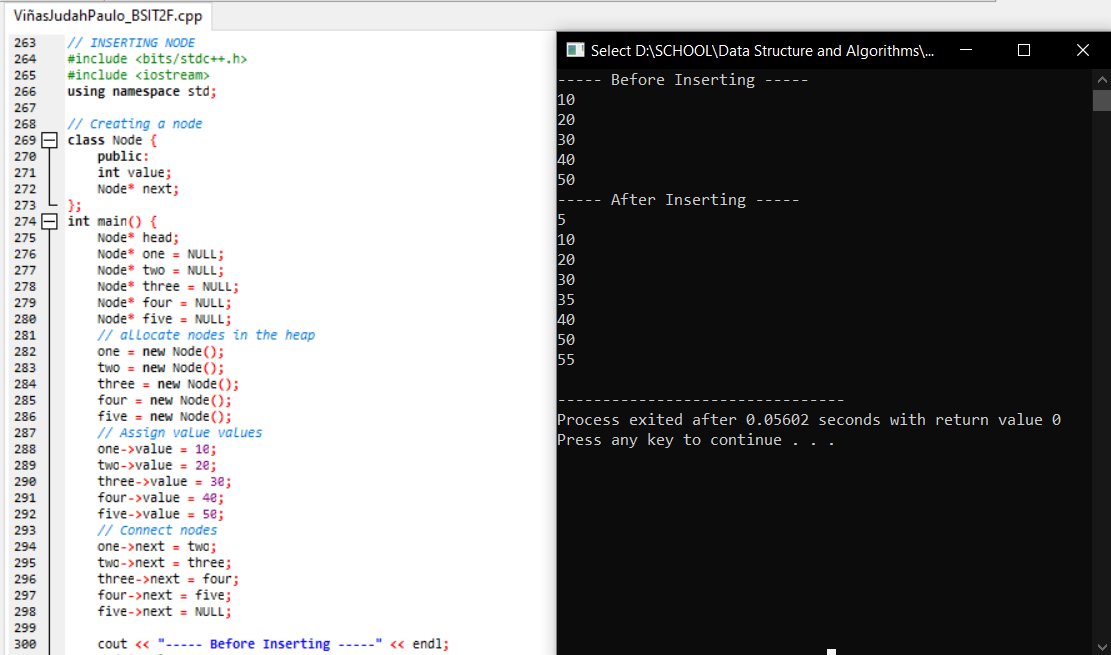 ViñasJudahPaulo_BSIT2F.cpp
263 // INSERTING NODE
264 #include <bits/stdc++.h>
265 #include <iostream>
266 using namespace std;
267
268 // Creating a node
269 class Node {
270 public:
271 int value;
272 Node* next;
273 };
274 int main() {
275 Node* head;
276 Node* one = NULL;
277 Node* two = NULL;
278 Node* three = NULL;
279 Node* four = NULL;
280 Node* five = NULL;
281 // allocate nodes in the heap
282 one = new Node();
283 two = new Node();
284 three = new Node();
285 four = new Node();
286 five = new Node();
287 // Assign value values
288 one->value = 10;
289 two->value = 20;
290 three->value = 30;
291 four->value = 40;
292 five->value = 50;
293 // Connect nodes
294 one->next = two;
295 two->next = three;
296 three->next = four;
297 four->next = five;
298 five->next = NULL;
299
300 cout << "----- Before Inserting -----" << endl;
Select D:\SCHOOL\Data Structure and Algorithms\...
----- Before Inserting -----
10
20
30
40
50
----- After Inserting -----
5
10
20
30
35
40
50
55
--------------------------------
Process exited after 0.05602 seconds with return value 0
Press any key to continue . . .